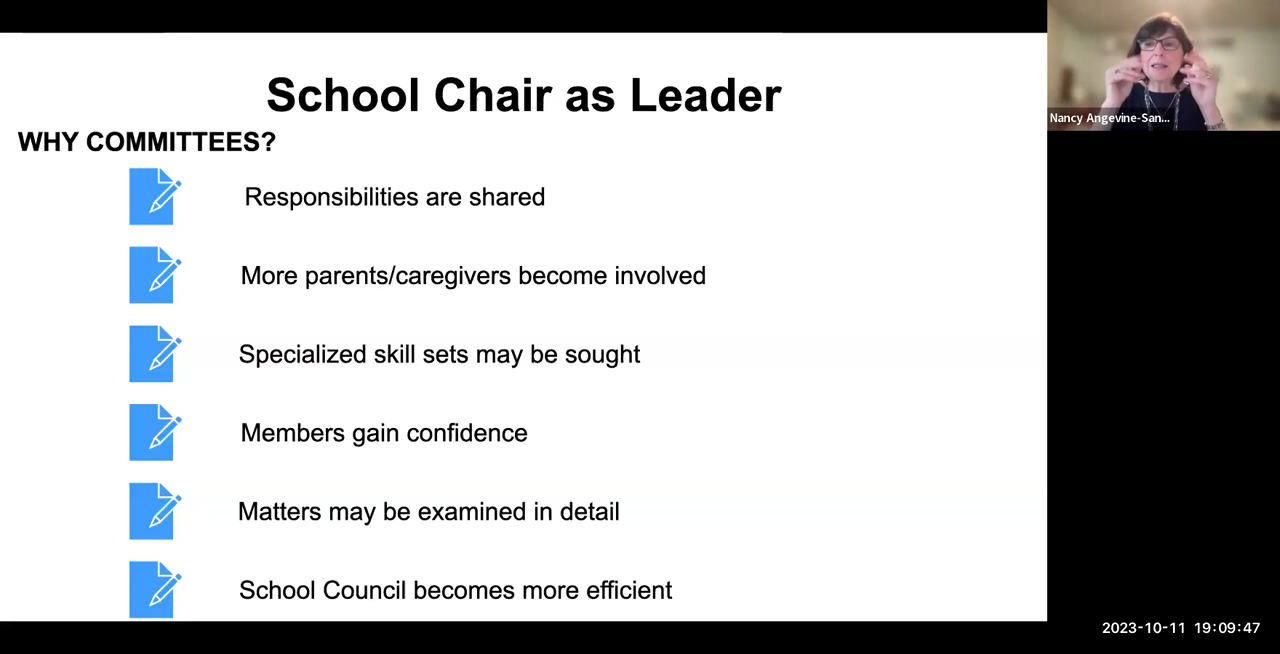 School Chair as Leader
WHY COMMITTEES?
Responsibilities are shared
More parents/caregivers become involved
Specialized skill sets may be sought
Members gain confidence
Matters may be examined in detail
School Council becomes more efficient
Nancy Angevine-San...
2023-10-11 19:09:47